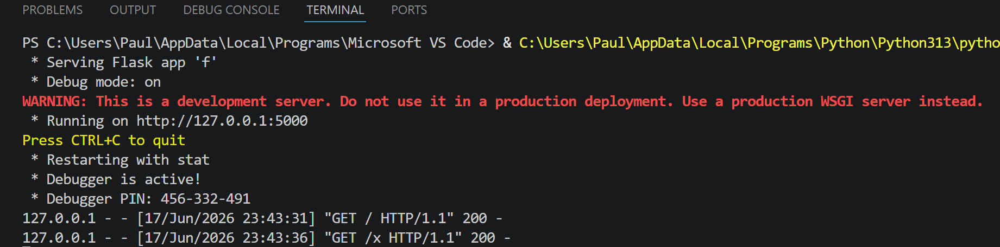 PROBLEMS OUTPUT DEBUG CONSOLE TERMINAL PORTS
PS C:\Users\Paul\AppData\Local\Programs\Microsoft VS Code> & C:\Users\Paul\AppData\Local\Programs\Python\Python313\pytho
 * Serving Flask app 'f'
 * Debug mode: on
WARNING: This is a development server. Do not use it in a production deployment. Use a production WSGI server instead.
 * Running on http://127.0.0.1:5000
Press CTRL+C to quit
 * Restarting with stat
 * Debugger is active!
 * Debugger PIN: 456-332-491
127.0.0.1 - - [17/Jun/2026 23:43:31] "GET / HTTP/1.1" 200 -
127.0.0.1 - - [17/Jun/2026 23:43:36] "GET /x HTTP/1.1" 200 -